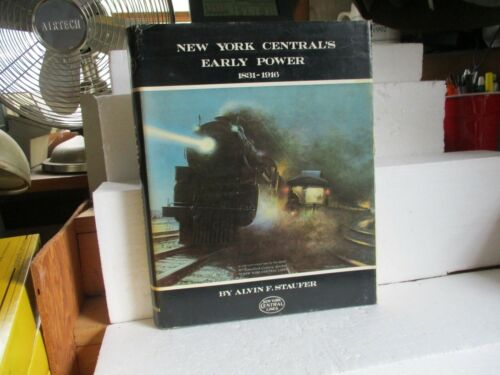 AIRTECH
NEW YORK CENTRAL'S
EARLY POWER
1831-1916
BY ALVIN F. STAUFER
NEW YORK
CENTRAL
LINES